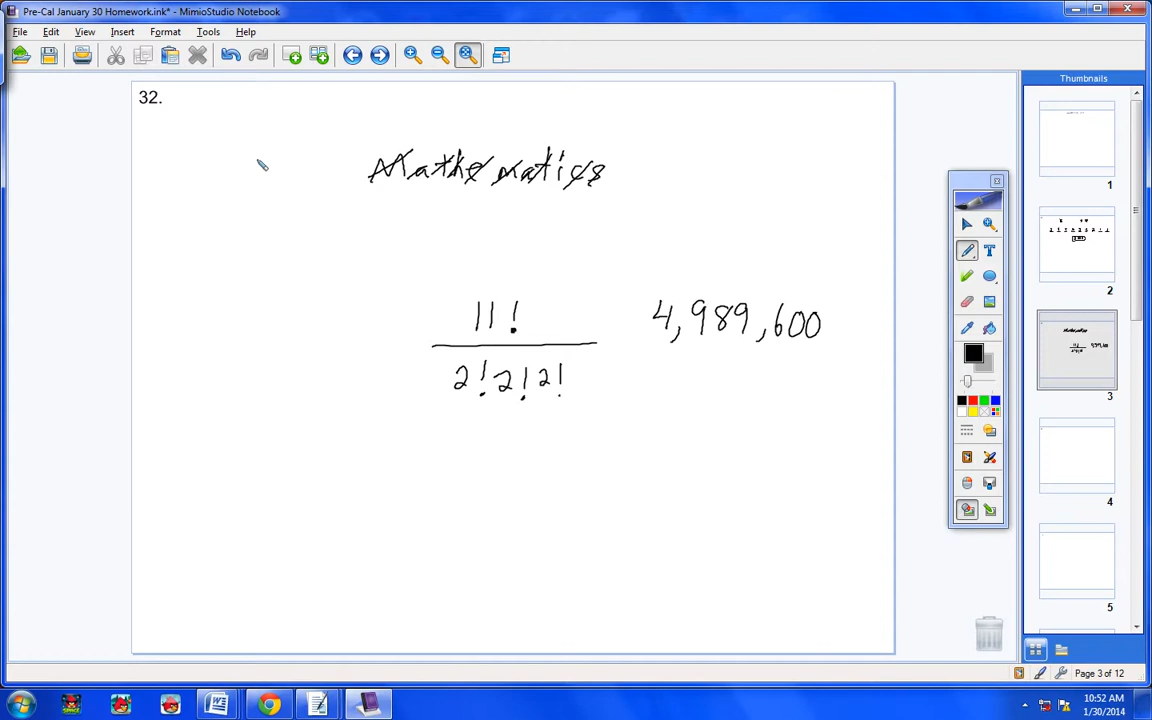 Pre-Cal January 30 Homework.ink* - MimioStudio Notebook
File Edit View Insert Format Tools Help
Thumbnails
32.
Mathematics
11!
4,989,600
2!2!2!
1
2
3
4
5
Page 3 of 12
10:52 AM
1/30/2014